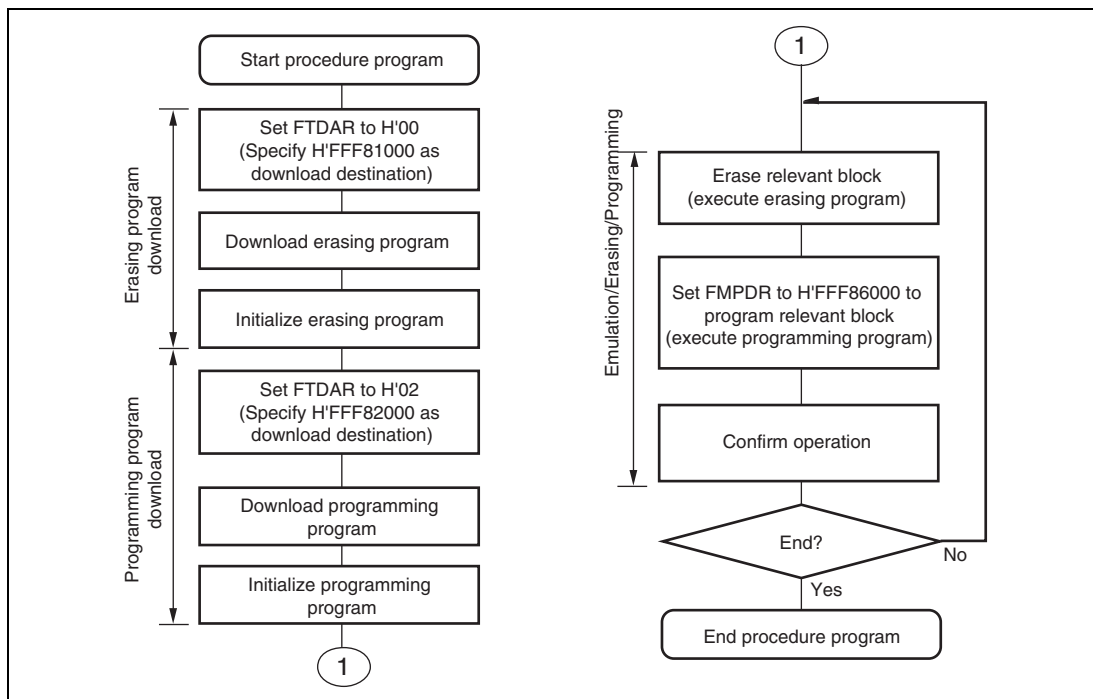 Start procedure program
Erasing program
download
Set FTDAR to H'00
(Specify H'FFF81000 as
download destination)
Download erasing program
Initialize erasing program
Programming program
download
Set FTDAR to H'02
(Specify H'FFF82000 as
download destination)
Download programming
program
Initialize programming
program
1
1
Emulation/Erasing/Programming
Erase relevant block
(execute erasing program)
Set FMPDR to H'FFF86000 to
program relevant block
(execute programming program)
Confirm operation
End?
No
Yes
End procedure program